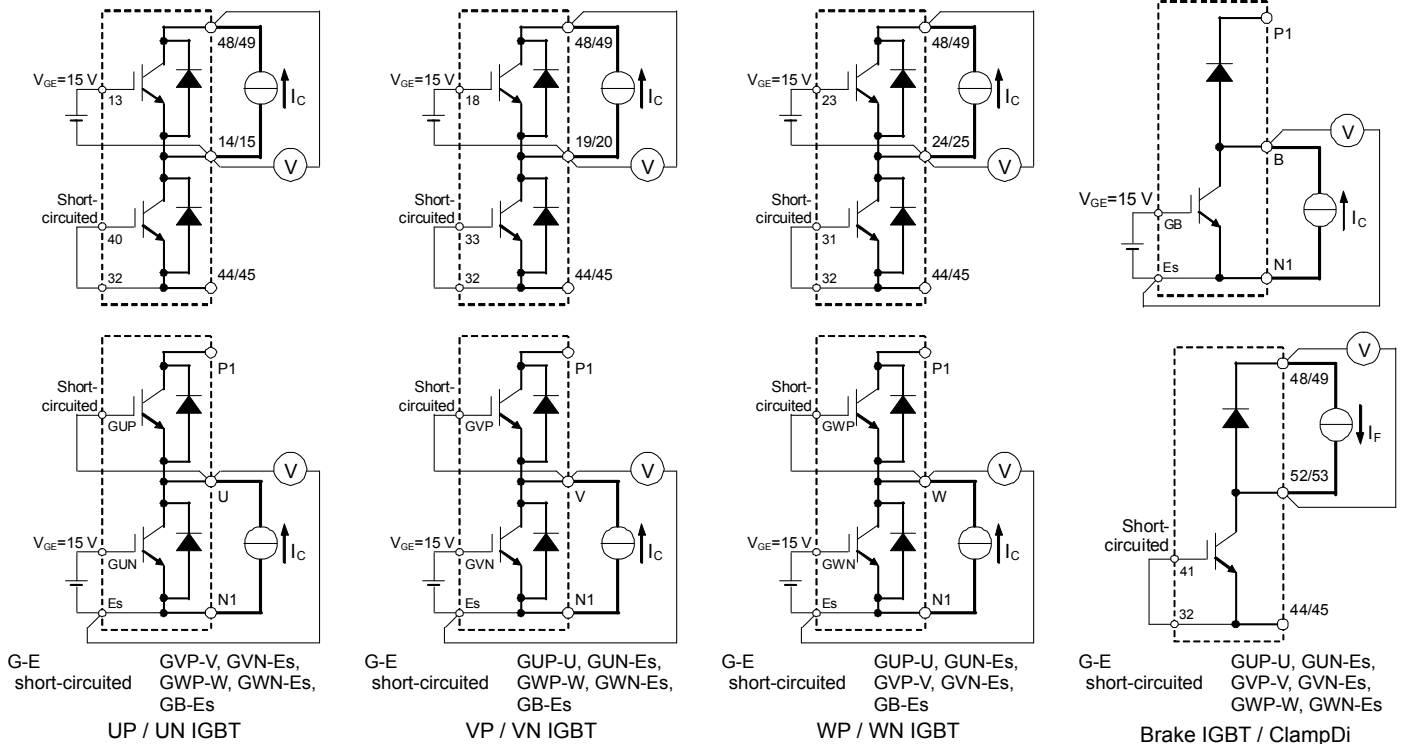 48/49
VGE=15 V
13
IC
14/15
V
Short-
circuited
40
32
44/45
48/49
VGE=15 V
18
IC
19/20
V
Short-
circuited
33
32
44/45
48/49
VGE=15 V
23
IC
24/25
V
Short-
circuited
31
32
44/45
P1
V
B
VGE=15 V
GB
IC
Es
N1
P1
Short-
circuited
GUP
V
U
VGE=15 V
GUN
IC
Es
N1
P1
Short-
circuited
GVP
V
V
VGE=15 V
GVN
IC
Es
N1
P1
Short-
circuited
GWP
V
W
VGE=15 V
GWN
IC
Es
N1
V
48/49
IF
52/53
Short-
circuited
41
32
44/45
G-E GVP-V, GVN-Es,
short-circuited GWP-W, GWN-Es,
GB-Es
UP / UN IGBT
G-E GUP-U, GUN-Es,
short-circuited GWP-W, GWN-Es,
GB-Es
VP / VN IGBT
G-E GUP-U, GUN-Es,
short-circuited GVP-V, GVN-Es,
GB-Es
WP / WN IGBT
G-E GUP-U, GUN-Es,
short-circuited GVP-V, GVN-Es,
GWP-W, GWN-Es
Brake IGBT / ClampDi